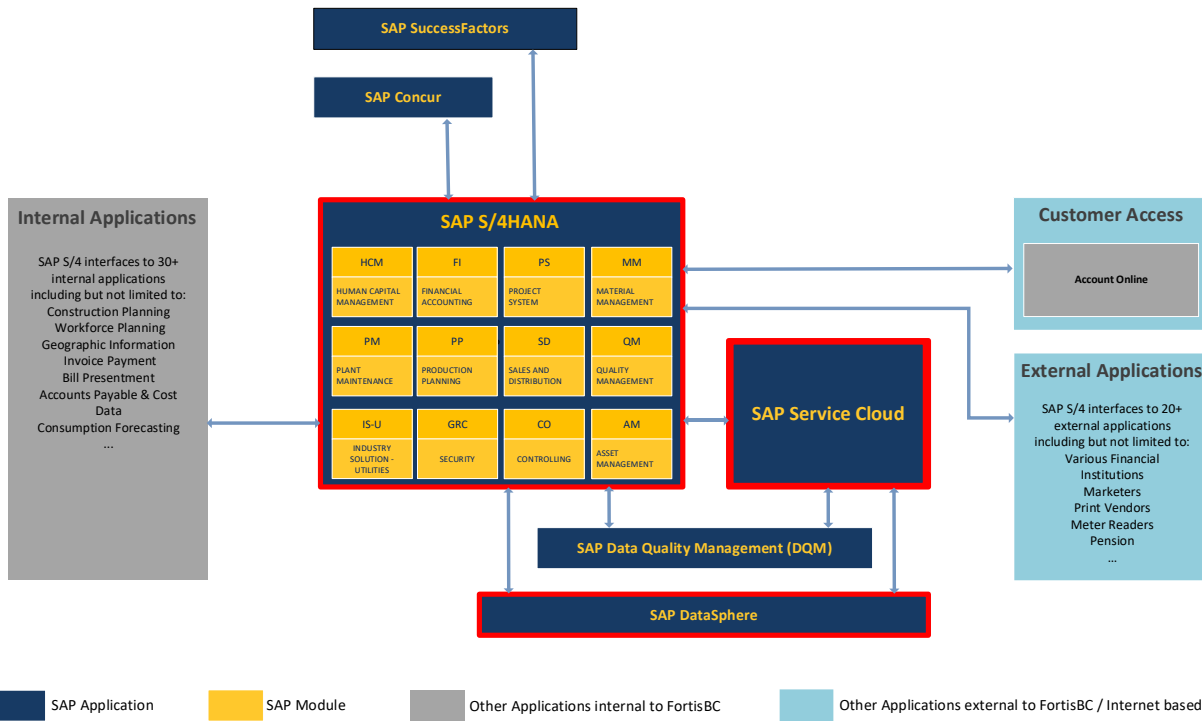 SAP SuccessFactors
SAP Concur
Internal Applications
SAP S/4 interfaces to 30+
internal applications
including but not limited to:
Construction Planning
Workforce Planning
Geographic Information
Invoice Payment
Bill Presentment
Accounts Payable & Cost
Data
Consumption Forecasting
...
SAP S/4HANA
HCM
HUMAN CAPITAL
MANAGEMENT
FI
FINANCIAL
ACCOUNTING
PS
PROJECT
SYSTEM
MM
MATERIAL
MANAGEMENT
PM
PLANT
MAINTENANCE
PP
PRODUCTION
PLANNING
SD
SALES AND
DISTRIBUTION
QM
QUALITY
MANAGEMENT
IS-U
INDUSTRY
SOLUTION -
UTILITIES
GRC
SECURITY
CO
CONTROLLING
AM
ASSET
MANAGEMENT
SAP Service Cloud
Customer Access
Account Online
External Applications
SAP S/4 interfaces to 20+
external applications
including but not limited to:
Various Financial
Institutions
Marketers
Print Vendors
Meter Readers
Pension
...
SAP Data Quality Management (DQM)
SAP DataSphere
SAP Application
SAP Module
Other Applications internal to FortisBC
Other Applications external to FortisBC / Internet based